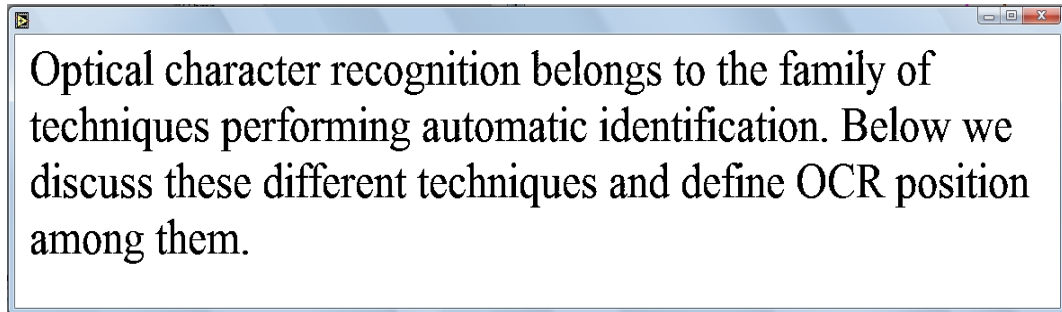 Optical character recognition belongs to the family of
techniques performing automatic identification. Below we
discuss these different techniques and define OCR position
among them.